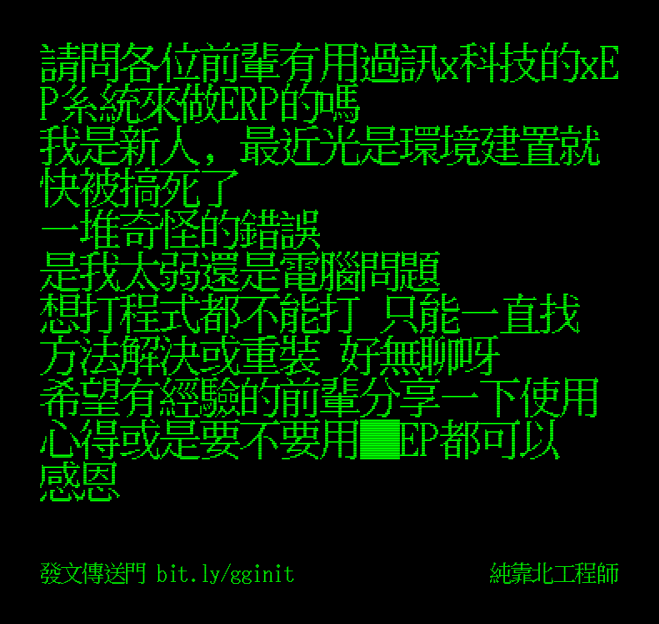 請問各位前輩有用過訊x科技的xE
P系統來做ERP的嗎
我是新人，最近光是環境建置就
快被搞死了
一堆奇怪的錯誤
是我太弱還是電腦問題
想打程式都不能打 只能一直找
方法解決或重裝 好無聊呀
希望有經驗的前輩分享一下使用
心得或是要不要用▓EP都可以
感恩
發文傳送門 bit.ly/gginit
純靠北工程師